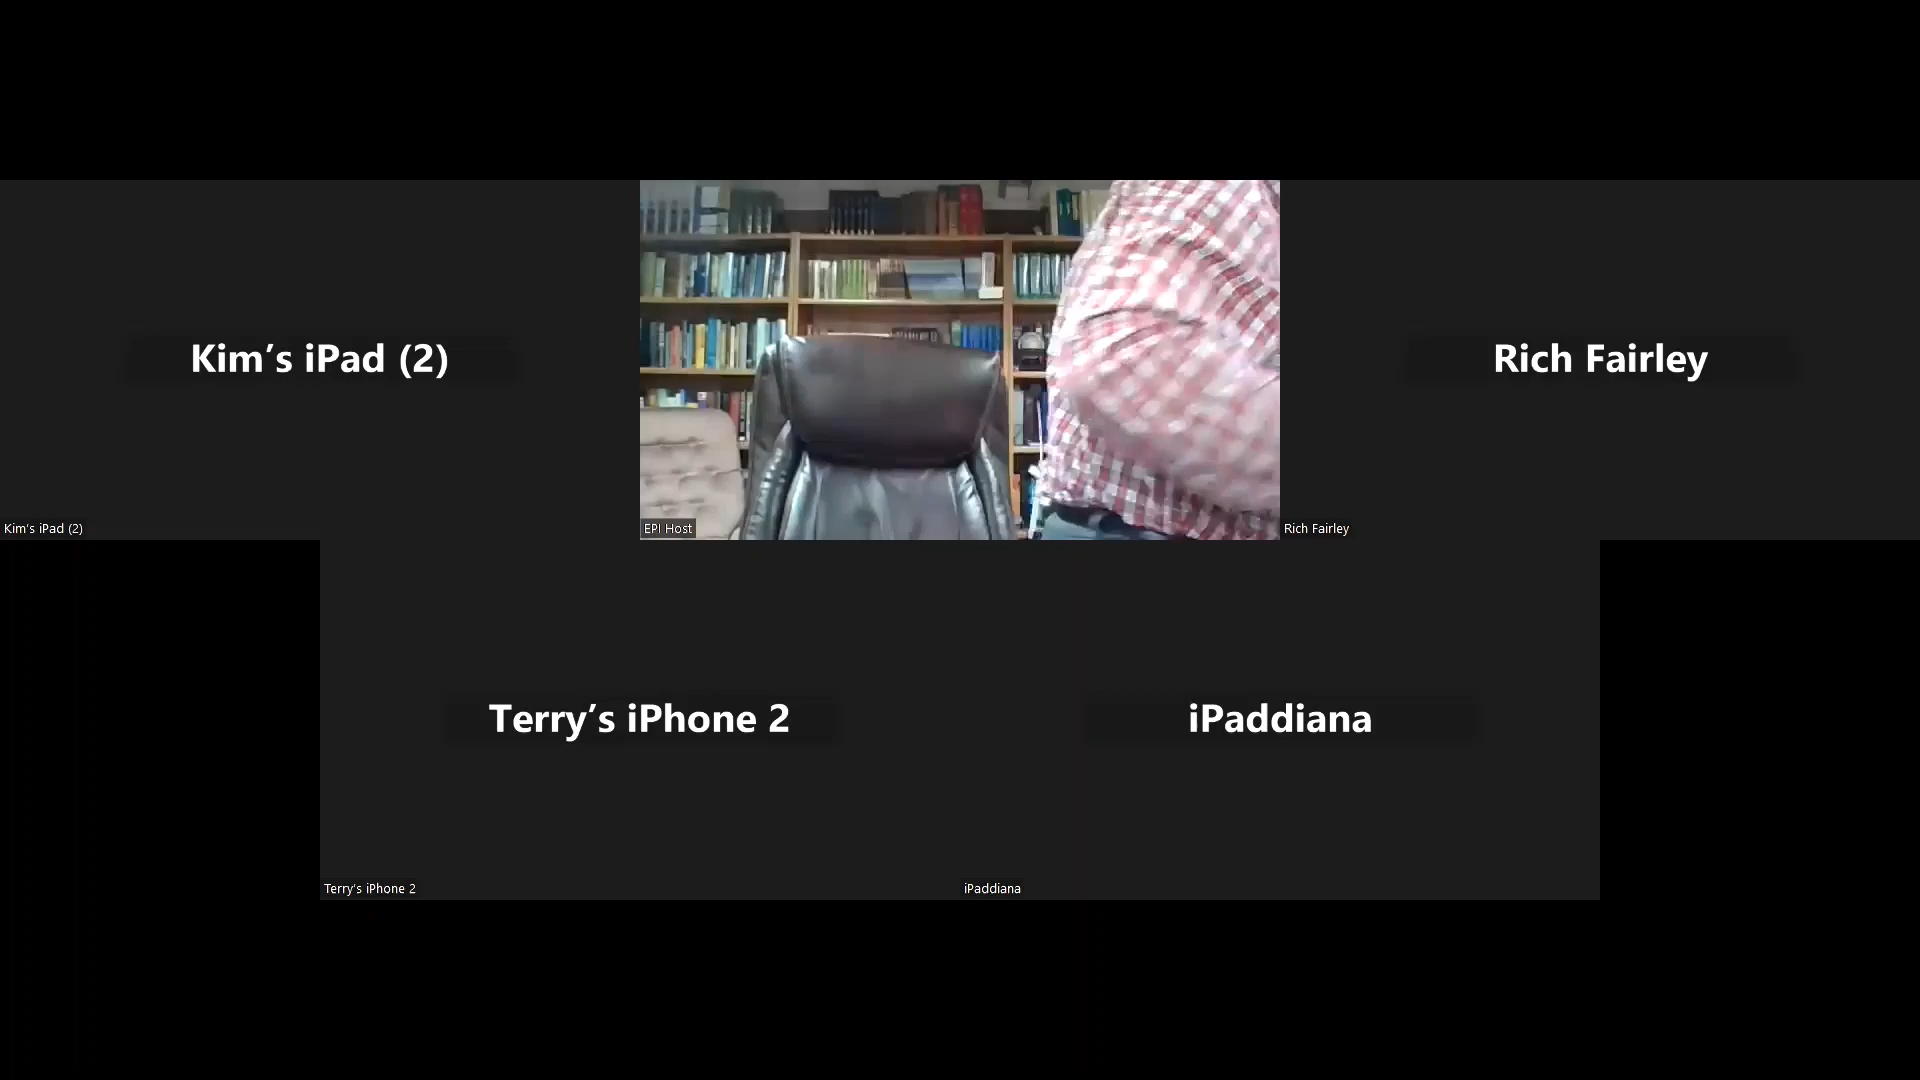 Kim’s iPad (2)
Rich Fairley
Kim's iPad (2)
EPI Host
Rich Fairley
Terry’s iPhone 2
iPaddiana
Terry's iPhone 2
iPaddiana